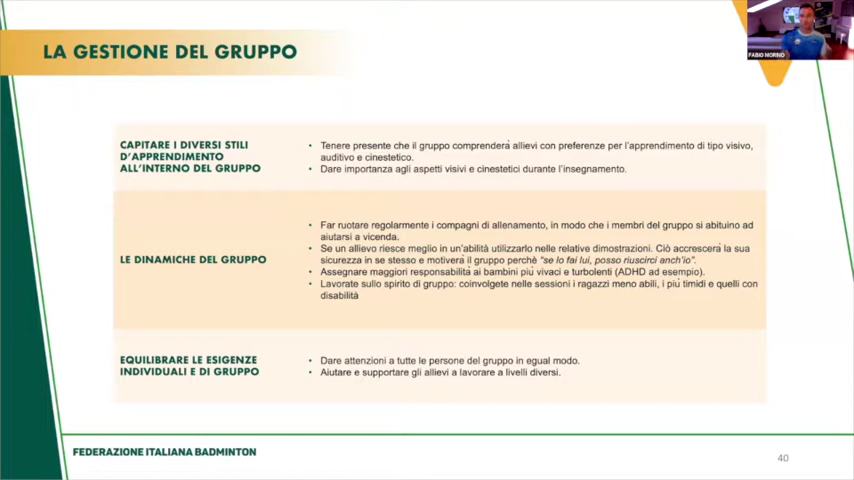 LA GESTIONE DEL GRUPPO
FABIO MORINO
CAPITARE I DIVERSI STILI
D'APPRENDIMENTO
ALL'INTERNO DEL GRUPPO
• Tenere presente che il gruppo comprenderà allievi con preferenze per l'apprendimento di tipo visivo,
auditivo e cinestetico.
• Dare importanza agli aspetti visivi e cinestetici durante l'insegnamento.
LE DINAMICHE DEL GRUPPO
• Far ruotare regolarmente i compagni di allenamento, in modo che i membri del gruppo si abituino ad
aiutarsi a vicenda.
• Se un allievo riesce meglio in un'abilità utilizzarlo nelle relative dimostrazioni. Ciò accrescerà la sua
sicurezza in se stesso e motiverà il gruppo perchè "se lo fai lui, posso riuscirci anch'io".
• Assegnare maggiori responsabilità ai bambini più vivaci e turbolenti (ADHD ad esempio).
• Lavorate sullo spirito di gruppo: coinvolgete nelle sessioni i ragazzi meno abili, i più timidi e quelli con
disabilità
EQUILIBRARE LE ESIGENZE
INDIVIDUALI E DI GRUPPO
• Dare attenzioni a tutte le persone del gruppo in egual modo.
• Aiutare e supportare gli allievi a lavorare a livelli diversi.
FEDERAZIONE ITALIANA BADMINTON
40